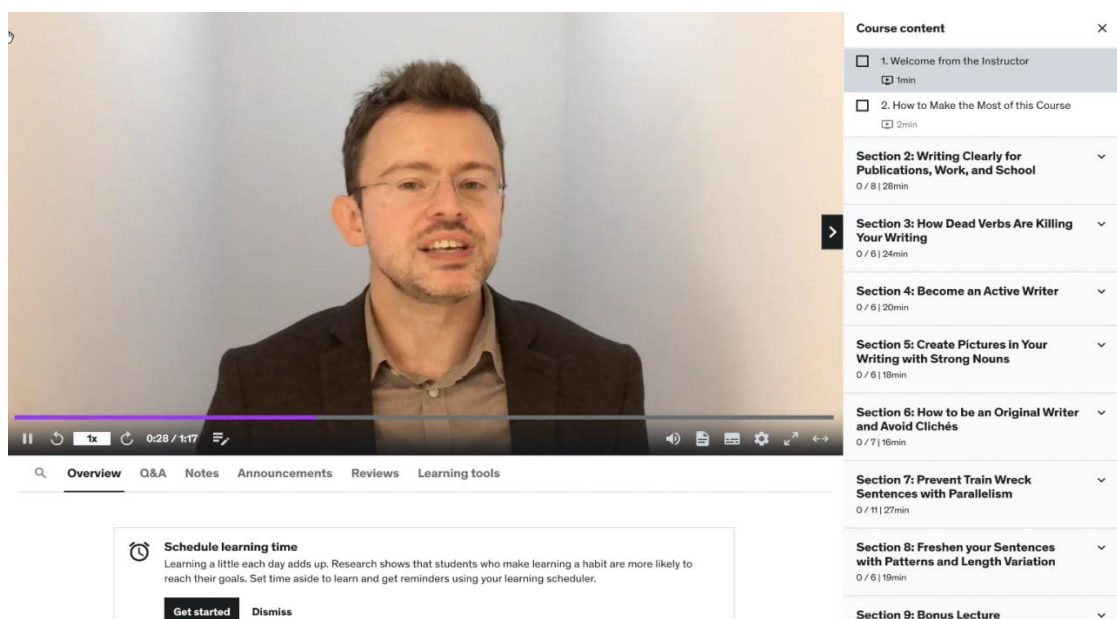 Course content
1. Welcome from the Instructor
1min
2. How to Make the Most of this Course
2min
Section 2: Writing Clearly for
Publications, Work, and School
0 / 8 | 28min
Section 3: How Dead Verbs Are Killing
Your Writing
0 / 6 | 24min
Section 4: Become an Active Writer
0 / 6 | 20min
Section 5: Create Pictures in Your
Writing with Strong Nouns
0 / 6 | 18min
Section 6: How to be an Original Writer
and Avoid Clichés
0 / 7 | 16min
Section 7: Prevent Train Wreck
Sentences with Parallelism
0 / 11 | 27min
Section 8: Freshen your Sentences
with Patterns and Length Variation
0 / 6 | 19min
Section 9: Bonus Lecture
1x 0:28 / 1:17
Overview Q&A Notes Announcements Reviews Learning tools
Schedule learning time
Learning a little each day adds up. Research shows that students who make learning a habit are more likely to
reach their goals. Set time aside to learn and get reminders using your learning scheduler.
Get started Dismiss